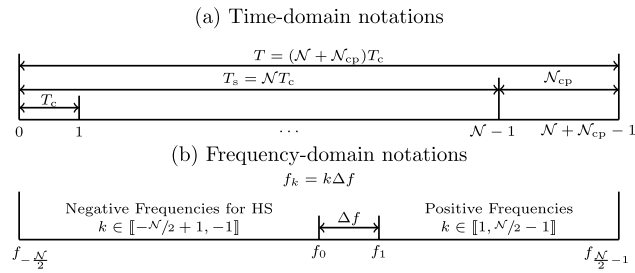 (a) Time-domain notations
T = (𝒩 + 𝒩_cp)T_c
T_s = 𝒩T_c
𝒩_cp
T_c
0 1 ⋯ 𝒩 − 1 𝒩 + 𝒩_cp − 1
(b) Frequency-domain notations
f_k = kΔf
Negative Frequencies for HS
k ∈ ⟦−𝒩/2 + 1, −1⟧
Δf
Positive Frequencies
k ∈ ⟦1, 𝒩/2 − 1⟧
f_{−𝒩/2} f_0 f_1 f_{𝒩/2−1}